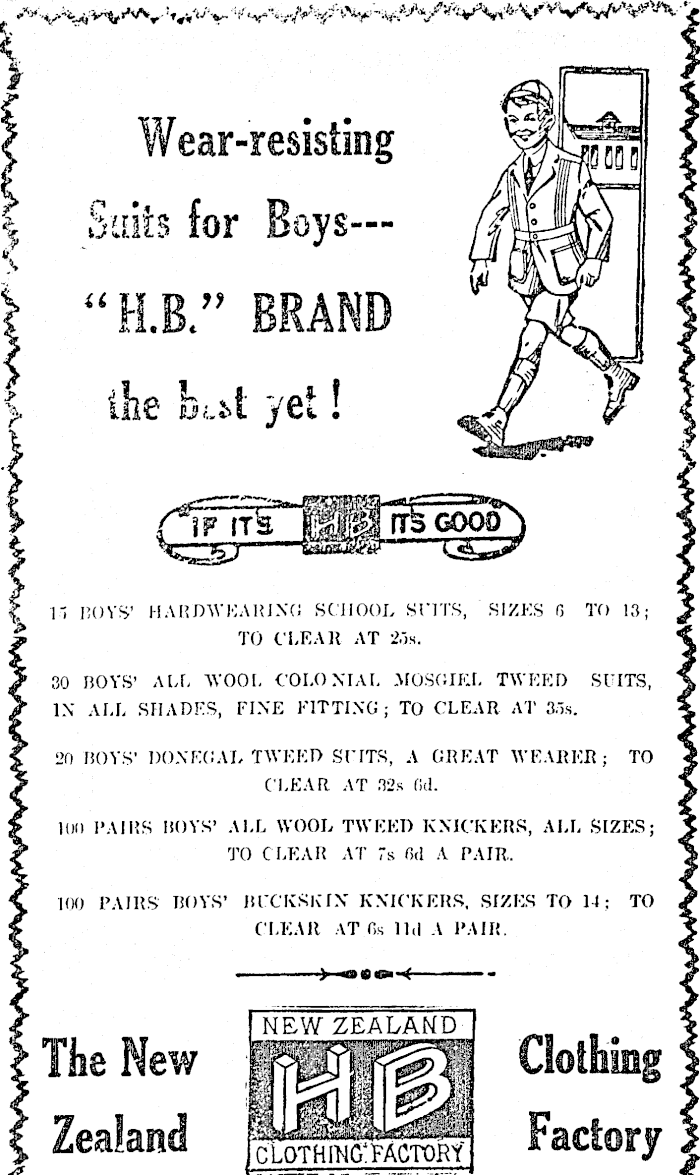 Wear-resisting
Suits for Boys---
"H.B." BRAND
the best yet!
IF ITS HB ITS GOOD
15 BOYS' HARDWEARING SCHOOL SUITS, SIZES 6 TO 13;
TO CLEAR AT 25s.
30 BOYS' ALL WOOL COLONIAL MOSGIEL TWEED SUITS,
IN ALL SHADES, FINE FITTING; TO CLEAR AT 35s.
20 BOYS' DONEGAL TWEED SUITS, A GREAT WEARER; TO
CLEAR AT 32s 6d.
100 PAIRS BOYS' ALL WOOL TWEED KNICKERS, ALL SIZES;
TO CLEAR AT 7s 6d A PAIR.
100 PAIRS BOYS' BUCKSKIN KNICKERS, SIZES TO 14; TO
CLEAR AT 6s 11d A PAIR.
The New
Zealand
NEW ZEALAND
HB
CLOTHING FACTORY
Clothing
Factory